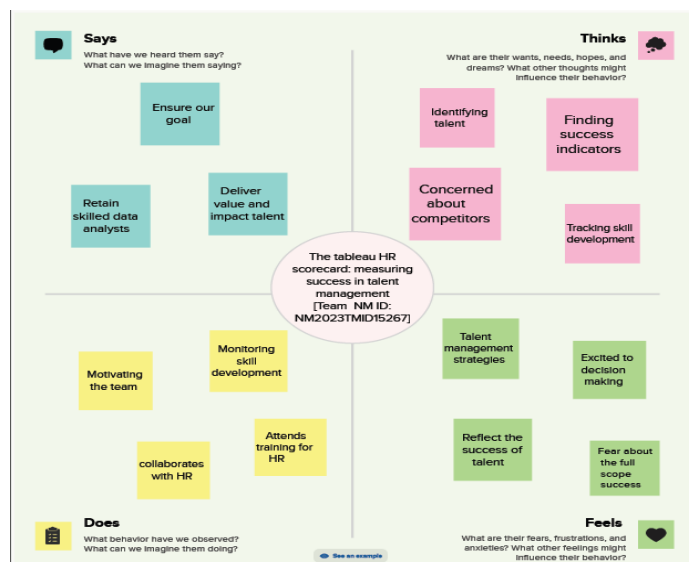 Says
What have we heard them say?
What can we imagine them saying?
Ensure our
goal
Retain
skilled data
analysts
Deliver
value and
impact talent
Thinks
What are their wants, needs, hopes, and
dreams? What other thoughts might
influence their behavior?
Identifying
talent
Finding
success
indicators
Concerned
about
competitors
Tracking skill
development
The tableau HR
scorecard: measuring
success in talent
management
[Team NM ID:
NM2023TMID15267]
Motivating
the team
Monitoring
skill
development
collaborates
with HR
Attends
training for
HR
Does
What behavior have we observed?
What can we imagine them doing?
Talent
management
strategies
Excited to
decision
making
Reflect the
success of
talent
Fear about
the full
scope
success
Feels
What are their fears, frustrations, and
anxieties? What other feelings might
influence their behavior?
See an example